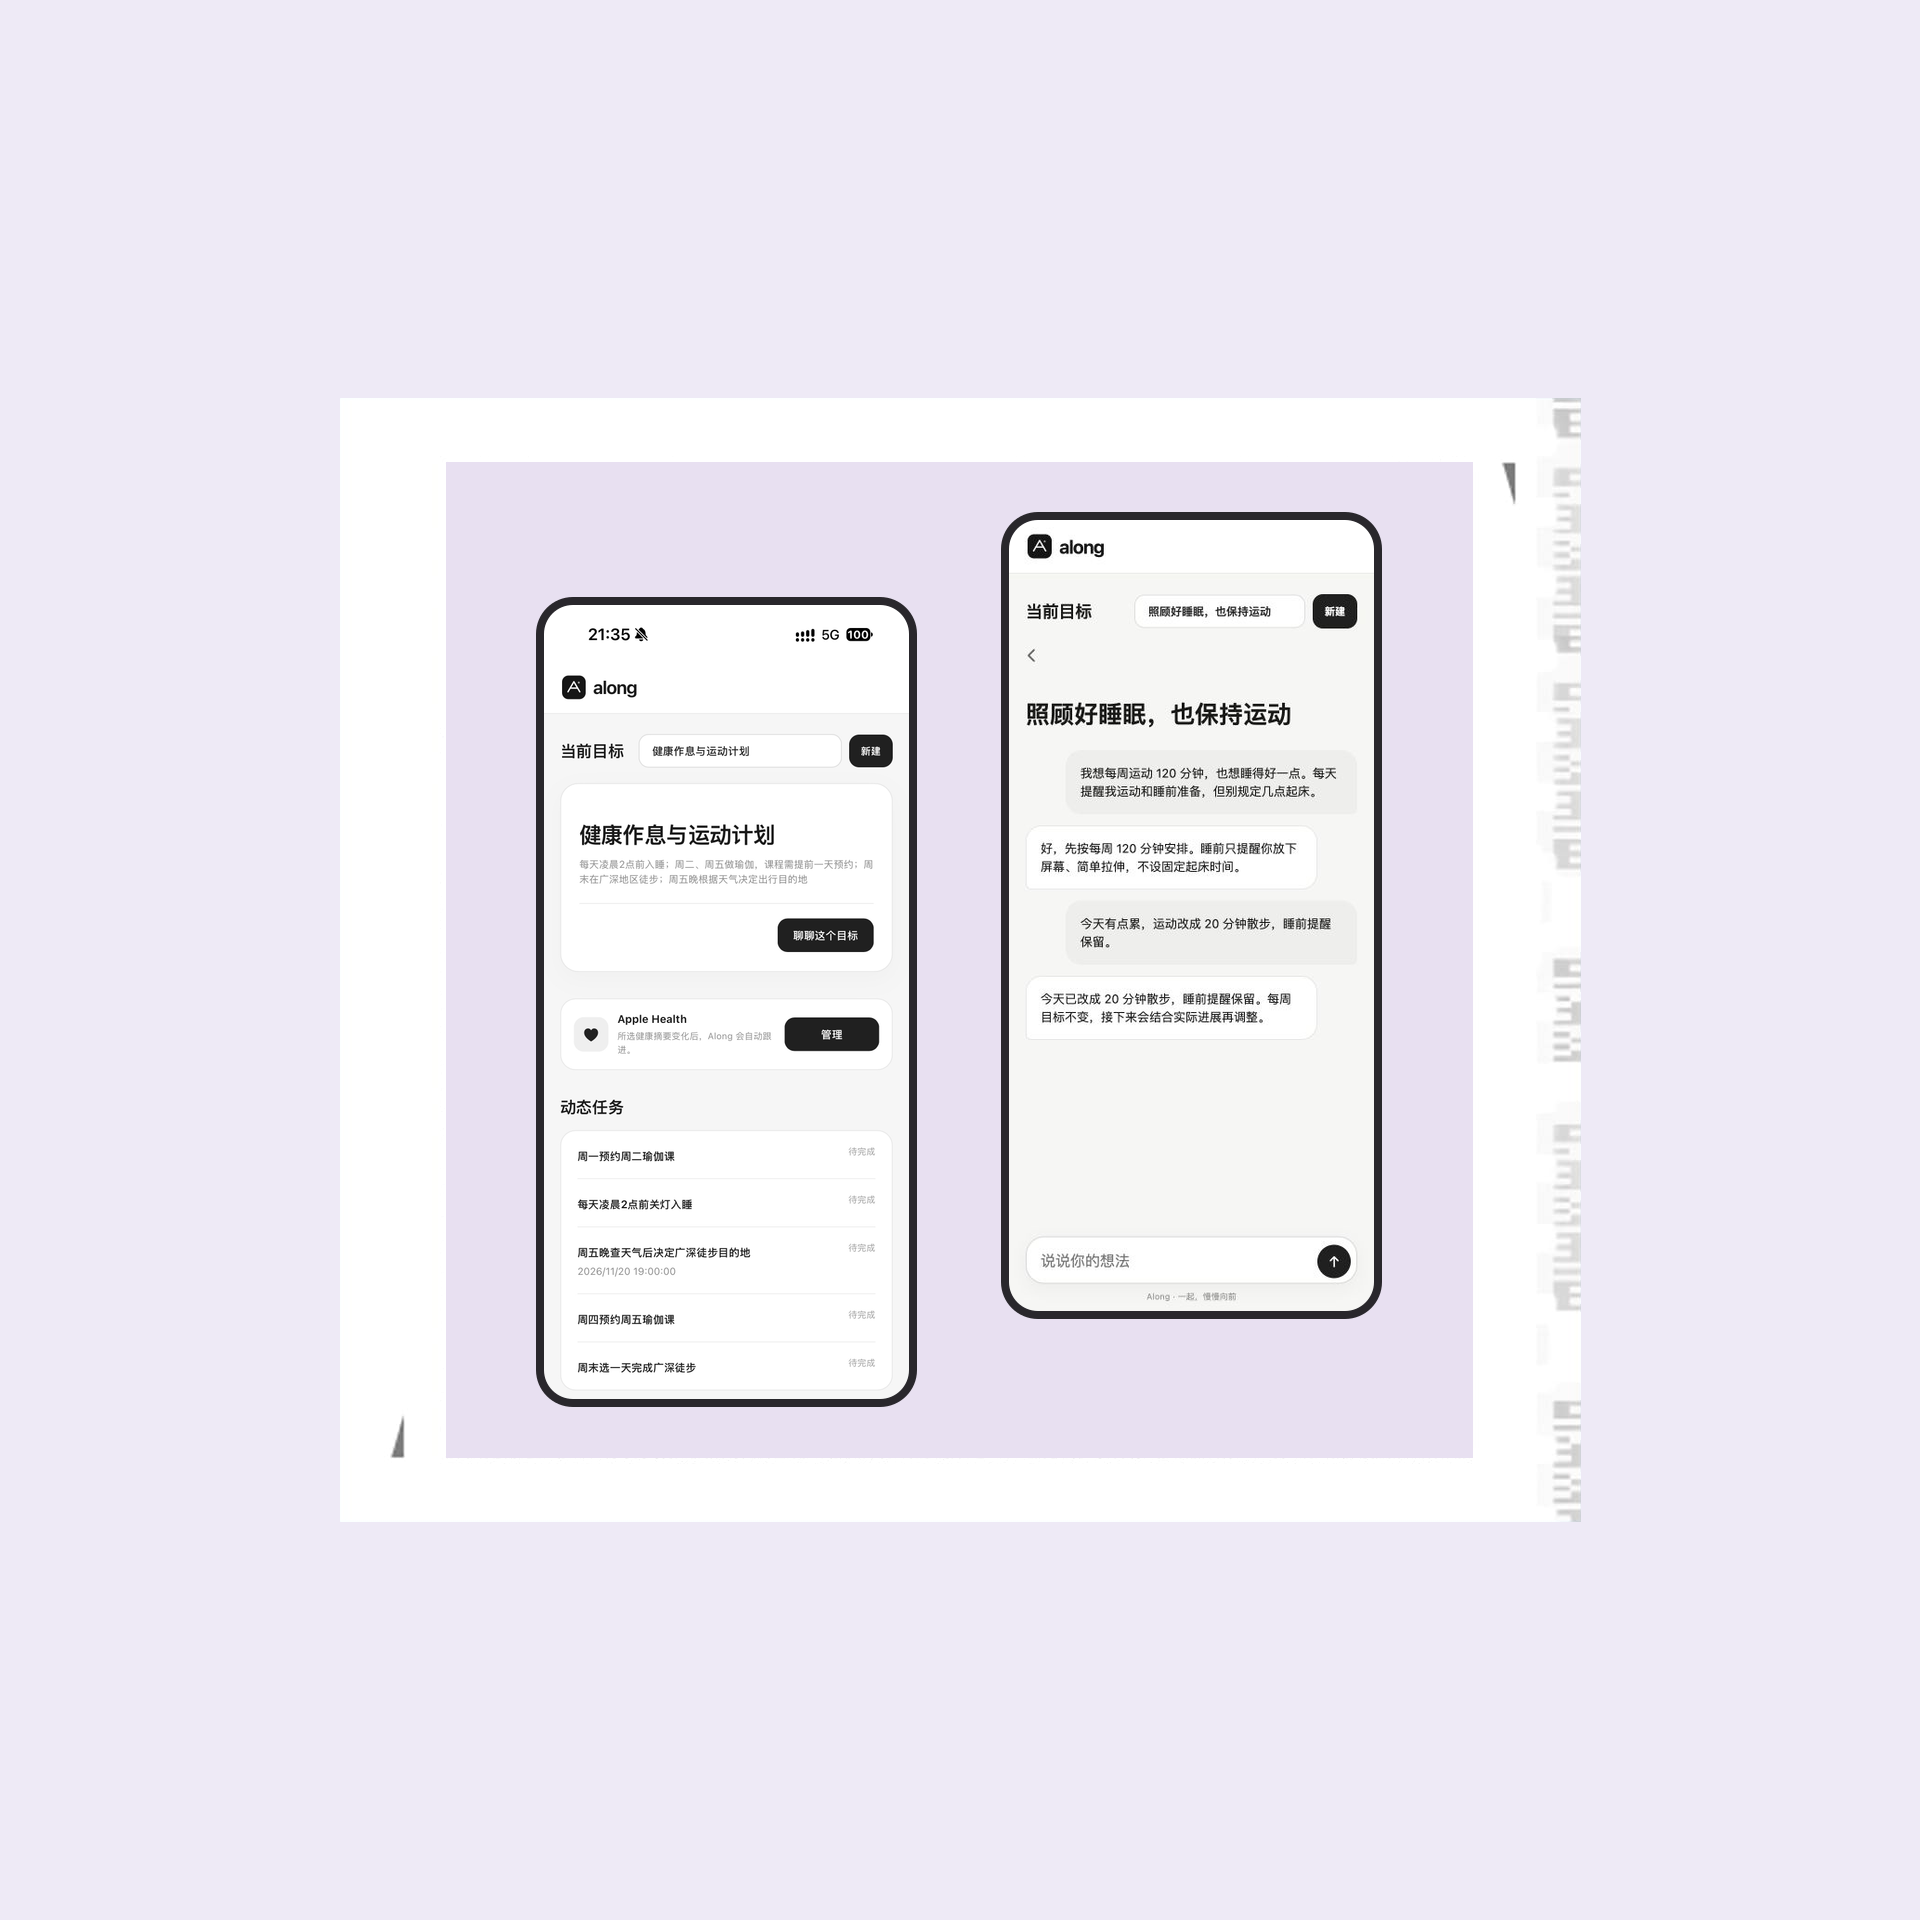 21:35
5G 100
along
当前目标
健康作息与运动计划
新建
健康作息与运动计划
每天凌晨2点前入睡；周二、周五做瑜伽，课程需提前一天预约；周
末在广深地区徒步；周五晚根据天气决定出行目的地
聊聊这个目标
Apple Health
所选健康摘要变化后，Along 会自动跟
进。
管理
动态任务
周一预约周二瑜伽课
待完成
每天凌晨2点前关灯入睡
待完成
周五晚查天气后决定广深徒步目的地
待完成
2026/11/20 19:00:00
周四预约周五瑜伽课
待完成
周末选一天完成广深徒步
待完成
along
当前目标
照顾好睡眠，也保持运动
新建
照顾好睡眠，也保持运动
我想每周运动 120 分钟，也想睡得好一点。每天
提醒我运动和睡前准备，但别规定几点起床。
好，先按每周 120 分钟安排。睡前只提醒你放下
屏幕、简单拉伸，不设固定起床时间。
今天有点累，运动改成 20 分钟散步，睡前提醒
保留。
今天已改成 20 分钟散步，睡前提醒保留。每周
目标不变，接下来会结合实际进展再调整。
说说你的想法
Along · 一起，慢慢向前